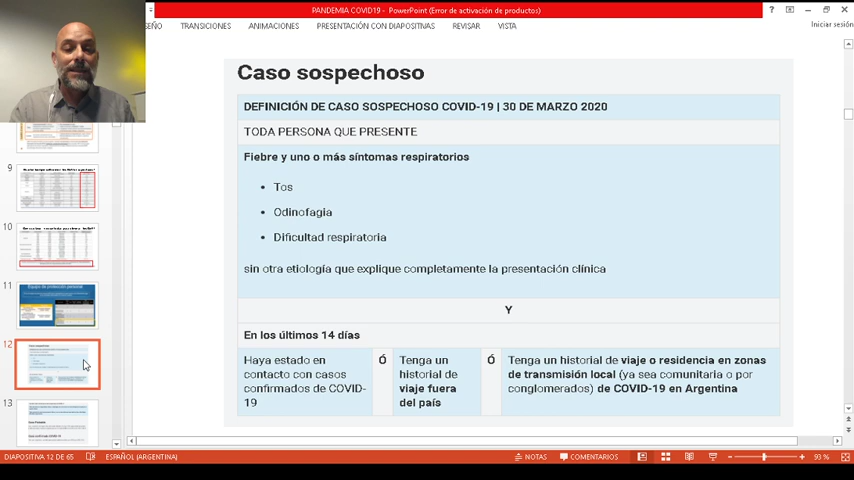 PANDEMIA COVID19 - PowerPoint (Error de activación de productos)
SEÑO TRANSICIONES ANIMACIONES PRESENTACIÓN CON DIAPOSITIVAS REVISAR VISTA
Iniciar sesión
9
10
11
Equipo de protección personal
12
13
Caso sospechoso
DEFINICIÓN DE CASO SOSPECHOSO COVID-19 | 30 DE MARZO 2020
TODA PERSONA QUE PRESENTE
Fiebre y uno o más síntomas respiratorios
• Tos
• Odinofagia
• Dificultad respiratoria
sin otra etiología que explique completamente la presentación clínica
Y
En los últimos 14 días
Haya estado en
contacto con casos
confirmados de COVID-
19
Ó
Tenga un
historial de
viaje fuera
del país
Ó
Tenga un historial de viaje o residencia en zonas
de transmisión local (ya sea comunitaria o por
conglomerados) de COVID-19 en Argentina
DIAPOSITIVA 12 DE 65 ESPAÑOL (ARGENTINA) NOTAS COMENTARIOS 93 %